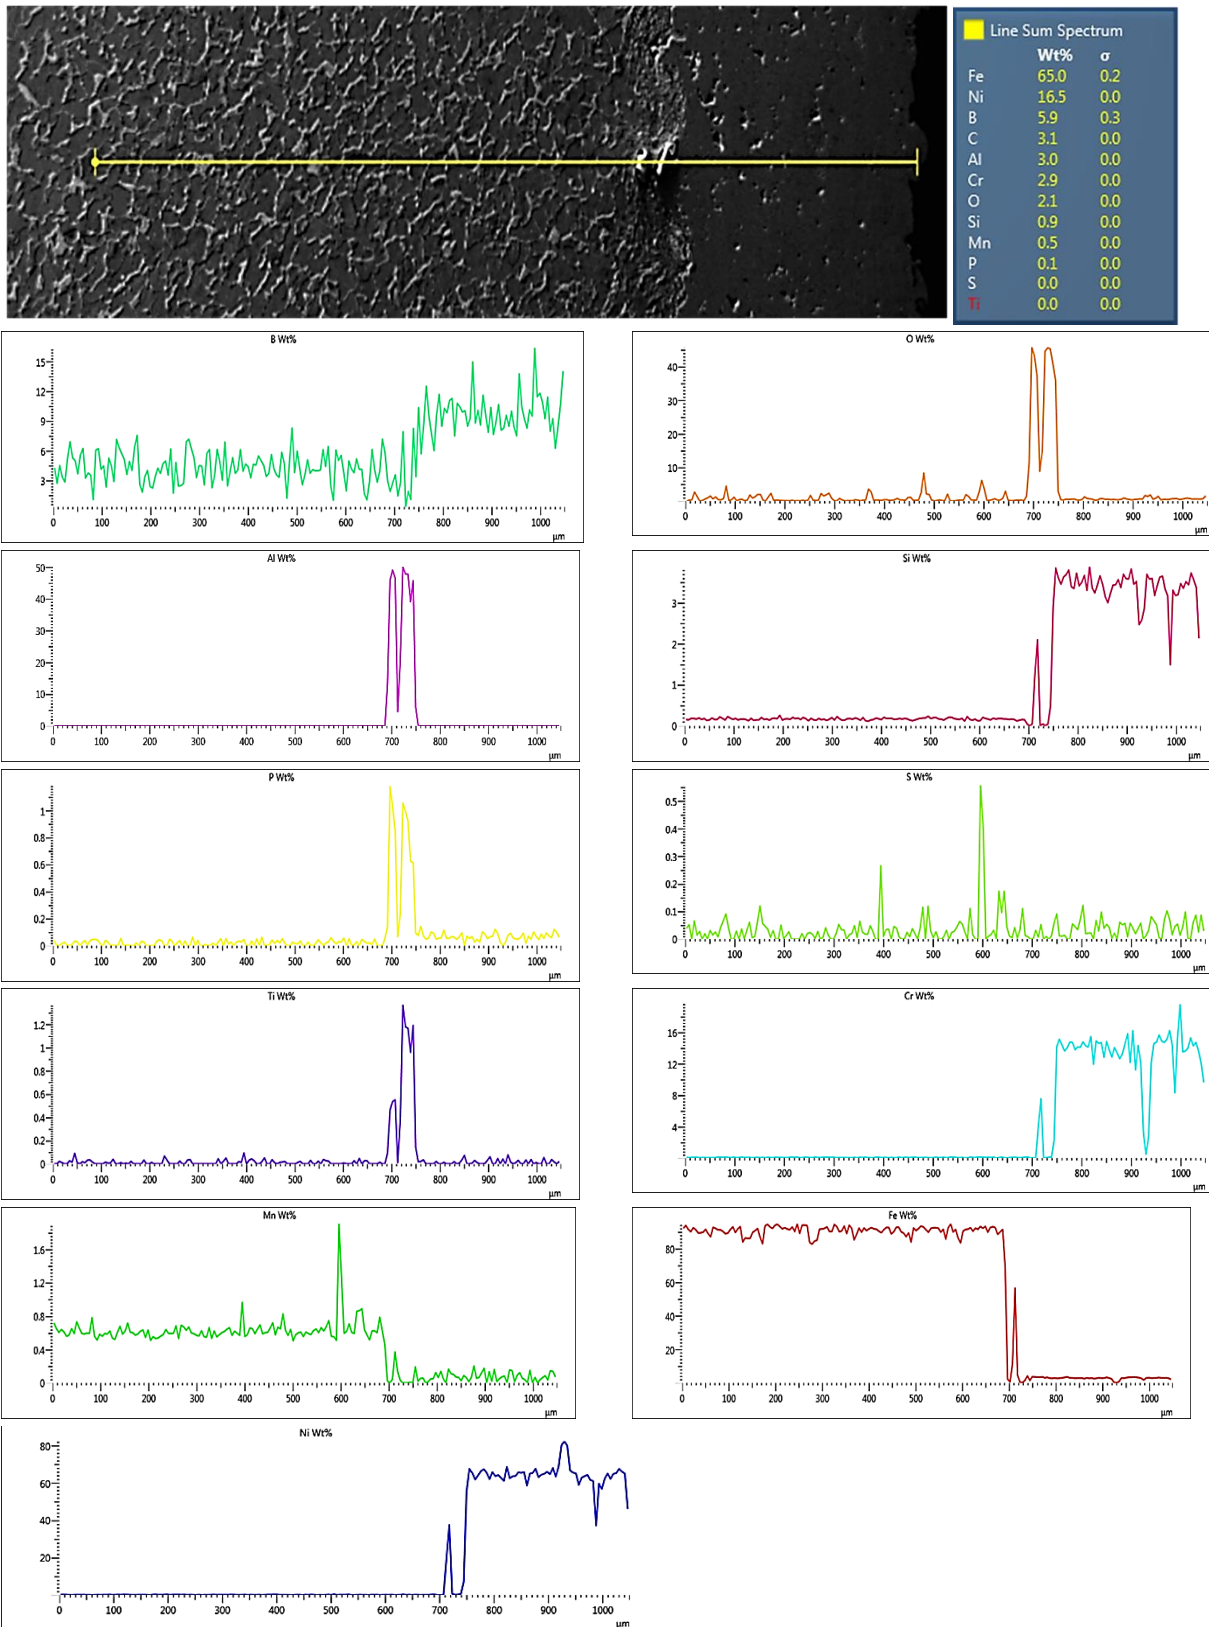 Line Sum Spectrum
Wt% σ
Fe 65.0 0.2
Ni 16.5 0.0
B 5.9 0.3
C 3.1 0.0
Al 3.0 0.0
Cr 2.9 0.0
O 2.1 0.0
Si 0.9 0.0
Mn 0.5 0.0
P 0.1 0.0
S 0.0 0.0
Ti 0.0 0.0
B Wt%
15
12
9
6
3
0 100 200 300 400 500 600 700 800 900 1000
µm
O Wt%
40
30
20
10
0 100 200 300 400 500 600 700 800 900 1000
µm
Al Wt%
50
40
30
20
10
0
0 100 200 300 400 500 600 700 800 900 1000
µm
Si Wt%
3
2
1
0
0 100 200 300 400 500 600 700 800 900 1000
µm
P Wt%
1
0.8
0.6
0.4
0.2
0
0 100 200 300 400 500 600 700 800 900 1000
µm
S Wt%
0.5
0.4
0.3
0.2
0.1
0
0 100 200 300 400 500 600 700 800 900 1000
µm
Ti Wt%
1.2
1
0.8
0.6
0.4
0.2
0
0 100 200 300 400 500 600 700 800 900 1000
µm
Cr Wt%
16
12
8
4
0 100 200 300 400 500 600 700 800 900 1000
µm
Mn Wt%
1.6
1.2
0.8
0.4
0
0 100 200 300 400 500 600 700 800 900 1000
µm
Fe Wt%
80
60
40
20
0 100 200 300 400 500 600 700 800 900 1000
µm
Ni Wt%
80
60
40
20
0 100 200 300 400 500 600 700 800 900 1000
µm